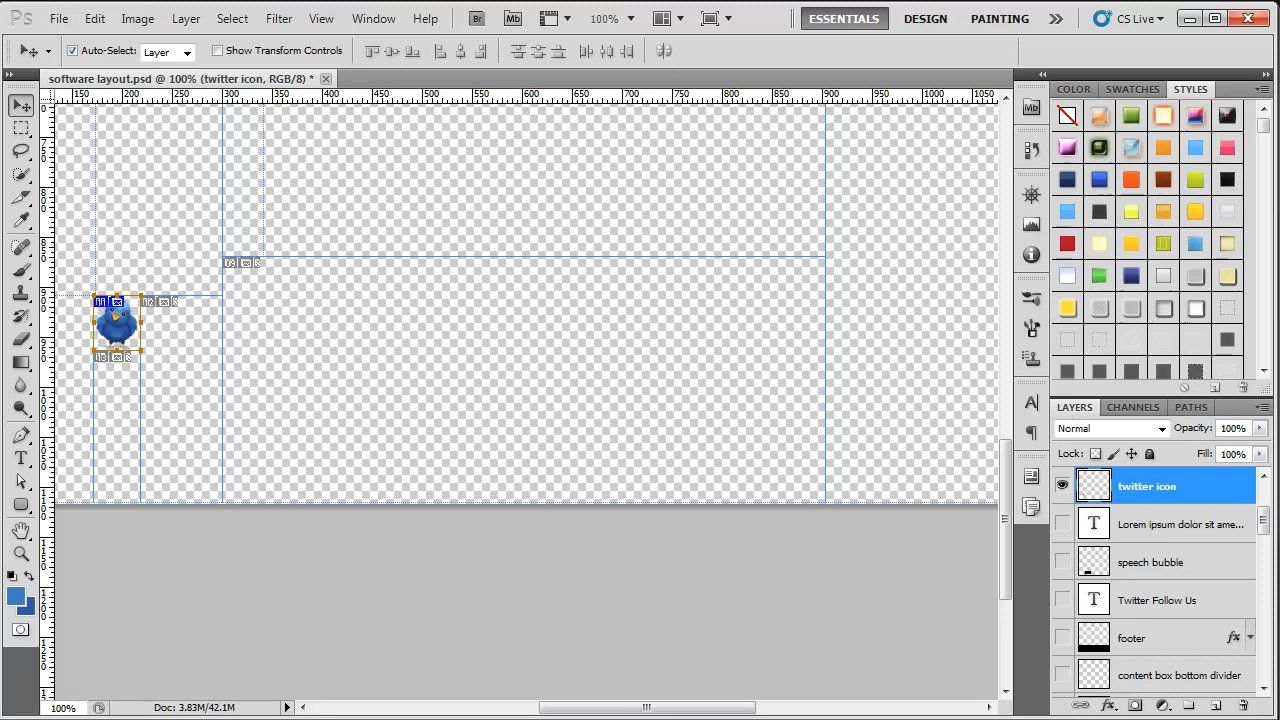 Ps File Edit Image Layer Select Filter View Window Help Br Mb 100% ESSENTIALS DESIGN PAINTING CS Live
Auto-Select: Layer Show Transform Controls
software layout.psd @ 100% (twitter icon, RGB/8) *
150 200 250 300 350 400 450 500 550 600 650 700 750 800 850 900 950 1000 1050
COLOR SWATCHES STYLES
Mb
LAYERS CHANNELS PATHS
Normal Opacity: 100%
Lock: Fill: 100%
twitter icon
T Lorem ipsum dolor sit ame...
speech bubble
T Twitter Follow Us
footer fx
content box bottom divider
100% Doc: 3.83M/42.1M